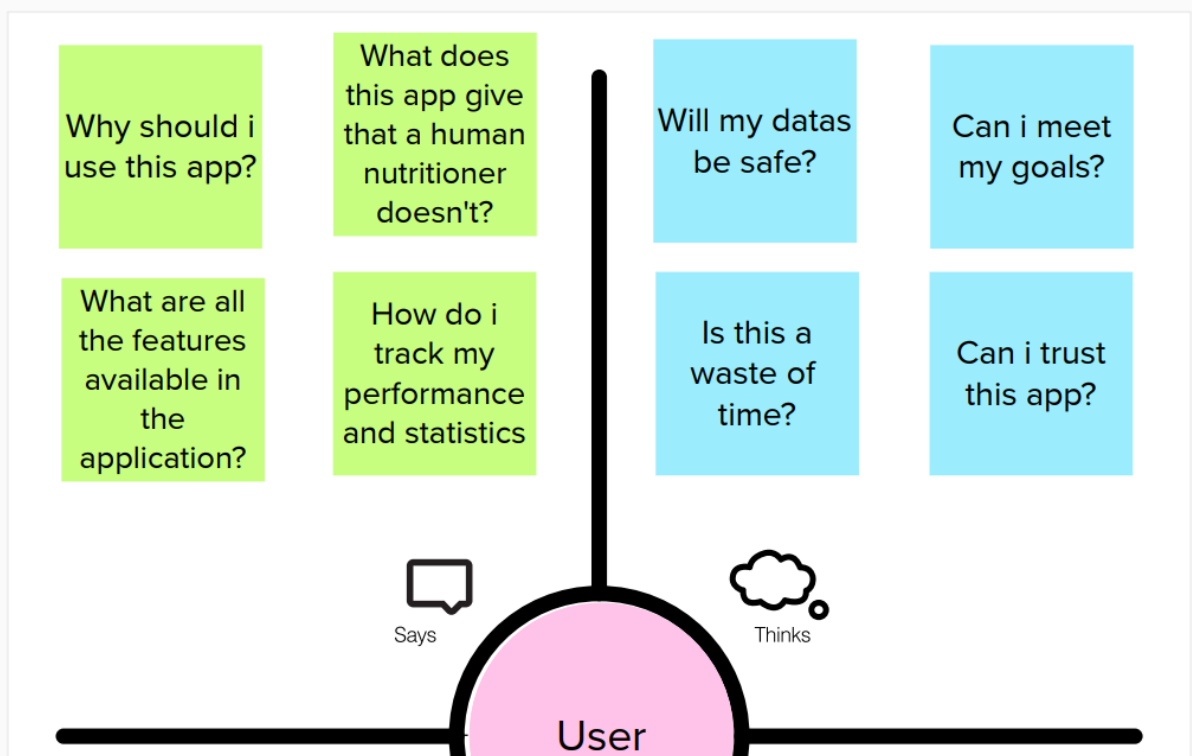 Why should i
use this app?
What does
this app give
that a human
nutritioner
doesn't?
Will my datas
be safe?
Can i meet
my goals?
What are all
the features
available in
the
application?
How do i
track my
performance
and statistics
Is this a
waste of
time?
Can i trust
this app?
Says
Thinks
User